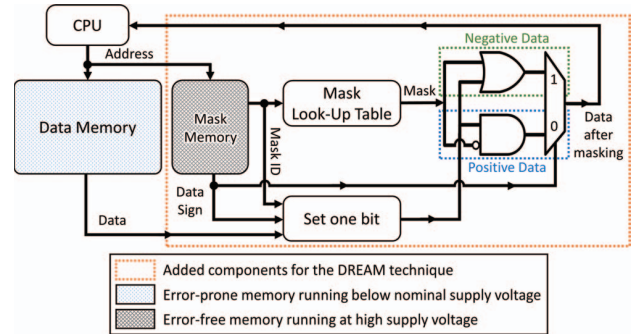 CPU
Address
Negative Data
Data Memory
Mask
Memory
Mask
Look-Up Table
Mask
1
0
Data
after
masking
Mask ID
Positive Data
Data
Sign
Data
Set one bit
Added components for the DREAM technique
Error-prone memory running below nominal supply voltage
Error-free memory running at high supply voltage